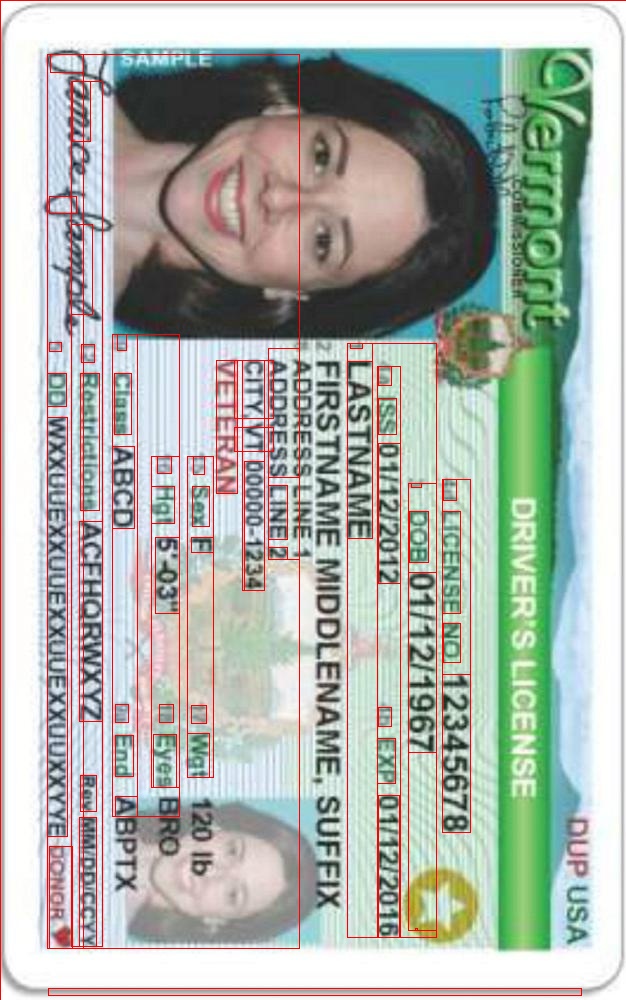 Vermont
COMMISSIONER
DRIVER'S LICENSE
DUP USA
LICENSE NO 12345678
DOB 01/12/1967
ISS 01/12/2012 EXP 01/12/2016
LASTNAME
2 FIRSTNAME MIDDLENAME, SUFFIX
ADDRESS LINE 1
ADDRESS LINE 2
CITY, VT 00000-1234
VETERAN
Sex F Wgt 120 lb
Hgt 5'-03" Eyes BRO
Class ABCD End ABPTX
Restrictions ACFHQRWXYZ Rev MM/DD/CCYY
DD WXXUUEXXUUEXXUUEXXUUXXYYE DONOR
SAMPLE
Janice Sample